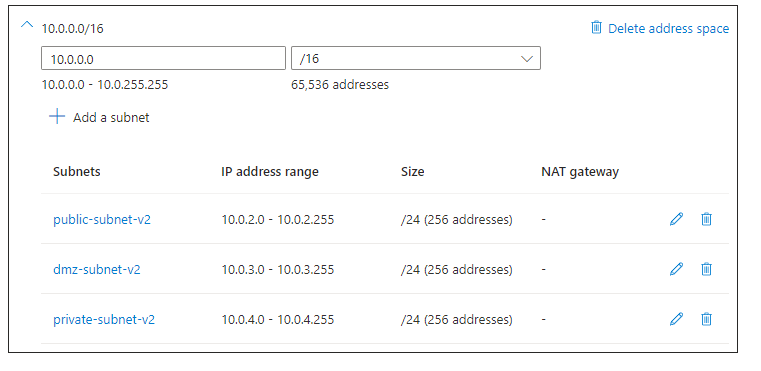 10.0.0.0/16 Delete address space
10.0.0.0 /16
10.0.0.0 - 10.0.255.255 65,536 addresses
Add a subnet
Subnets IP address range Size NAT gateway
public-subnet-v2 10.0.2.0 - 10.0.2.255 /24 (256 addresses) -
dmz-subnet-v2 10.0.3.0 - 10.0.3.255 /24 (256 addresses) -
private-subnet-v2 10.0.4.0 - 10.0.4.255 /24 (256 addresses) -